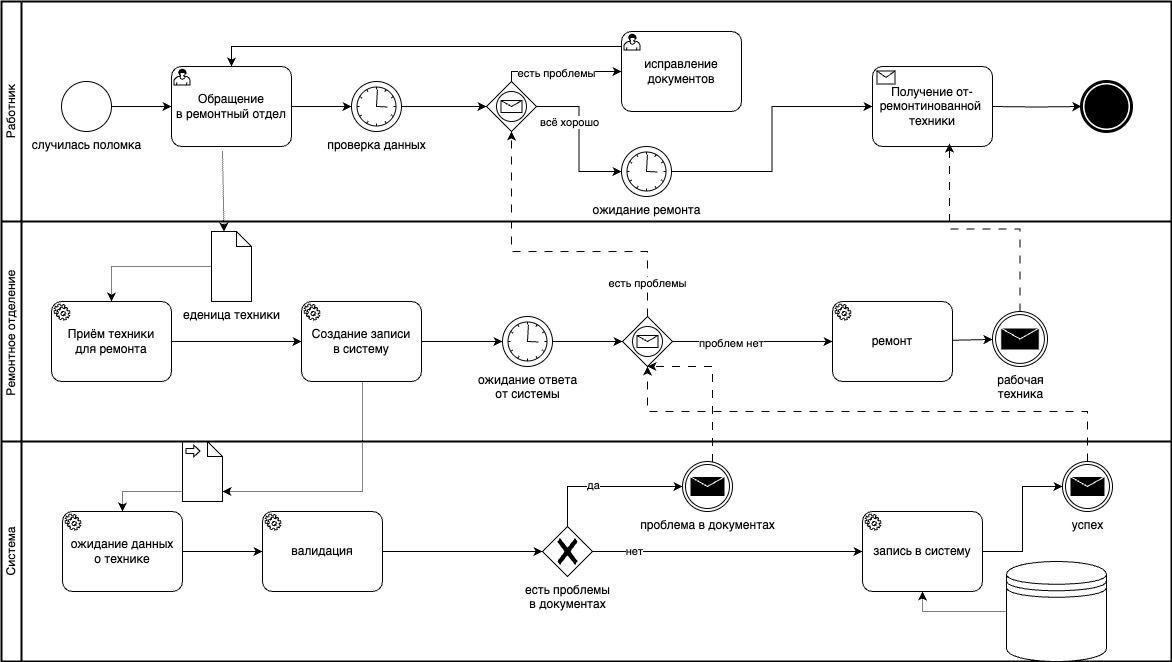 Работник
исправление
документов
есть проблемы
Обращение
в ремонтный отдел
Получение от-
ремонтинованной
техники
всё хорошо
случилась поломка
проверка данных
ожидание ремонта
Ремонтное отделение
есть проблемы
еденица техники
Приём техники
для ремонта
Создание записи
в систему
проблем нет
ремонт
ожидание ответа
от системы
рабочая
техника
Система
да
проблема в документах
успех
ожидание данных
о технике
валидация
нет
запись в систему
есть проблемы
в документах